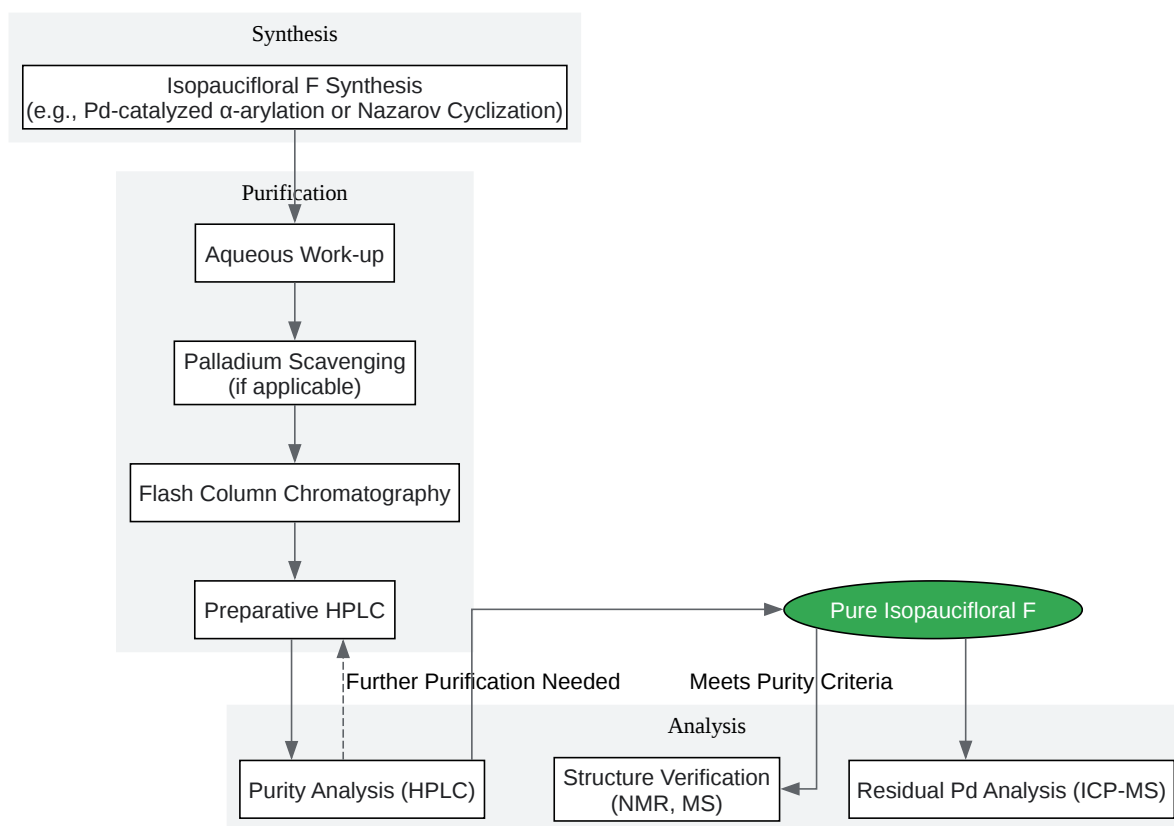 Synthesis
Isopaucifloral F Synthesis
(e.g., Pd-catalyzed α-arylation or Nazarov Cyclization)
Purification
Aqueous Work-up
Palladium Scavenging
(if applicable)
Flash Column Chromatography
Preparative HPLC
Pure Isopaucifloral F
Further Purification Needed
Meets Purity Criteria
Analysis
Purity Analysis (HPLC)
Structure Verification
(NMR, MS)
Residual Pd Analysis (ICP-MS)